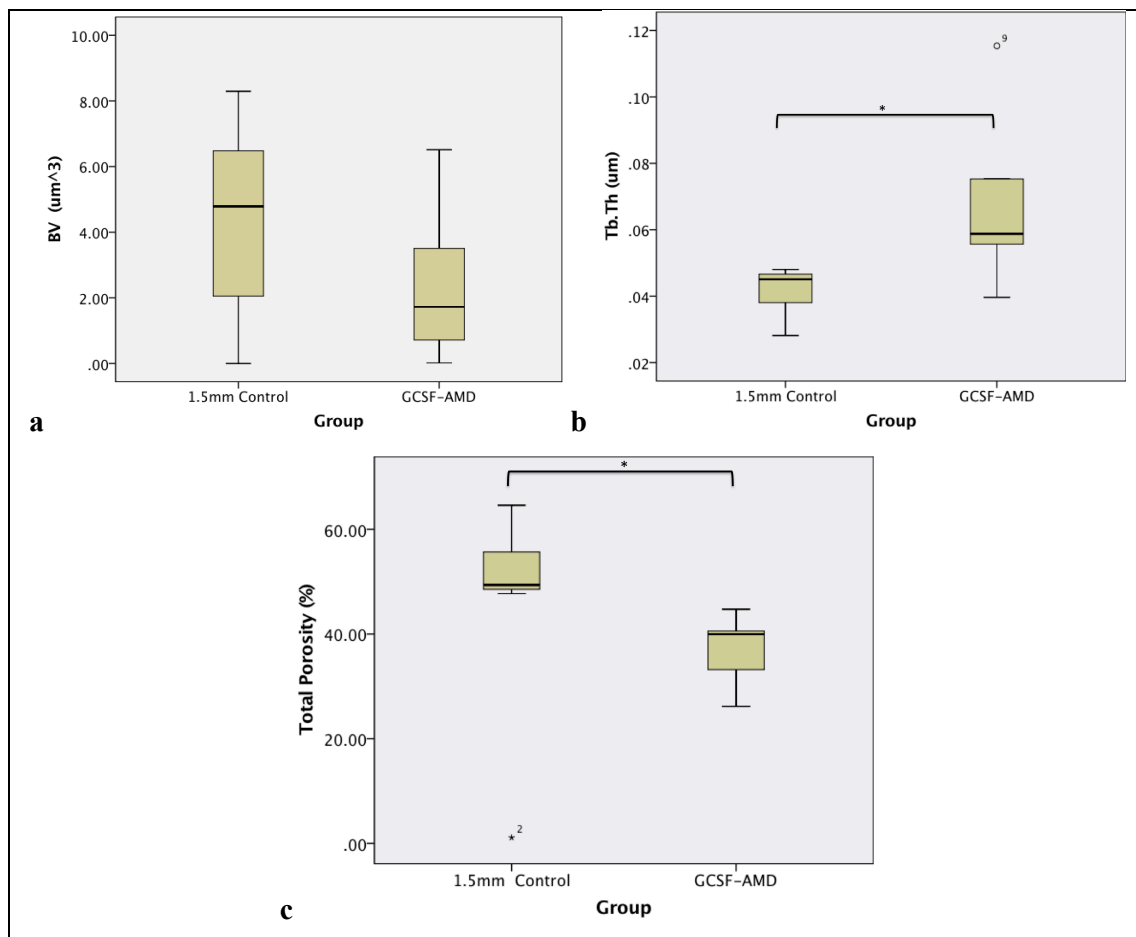 10.00
8.00
6.00
4.00
2.00
.00
BV (um^3)
1.5mm Control
GCSF-AMD
Group
a
.12
.10
.08
.06
.04
.02
Tb.Th (um)
9
*
1.5mm Control
GCSF-AMD
Group
b
60.00
40.00
20.00
.00
Total Porosity (%)
*
* 2
1.5mm Control
GCSF-AMD
Group
c